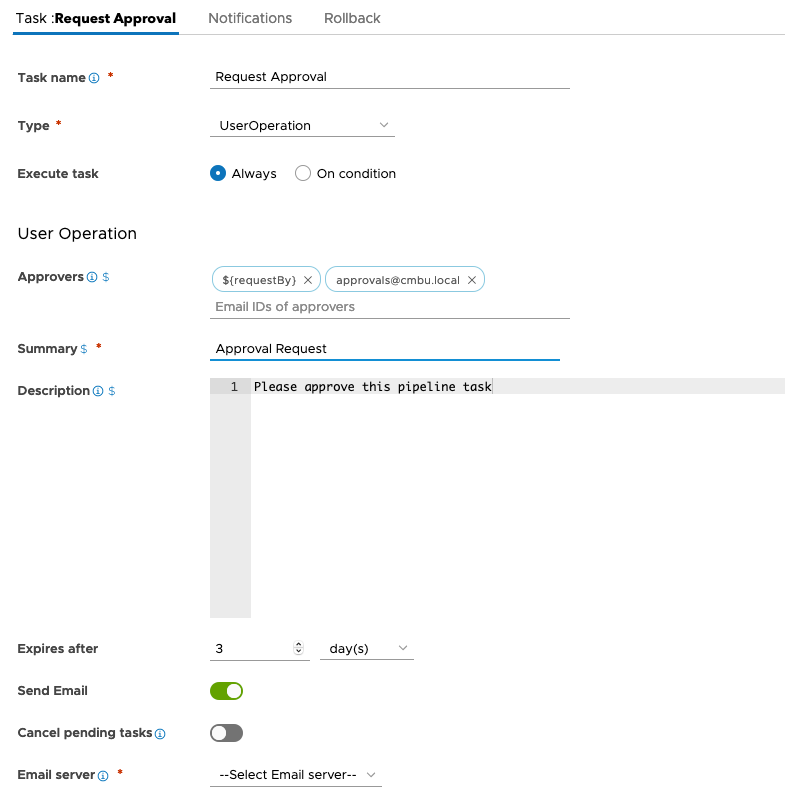 Task :Request Approval Notifications Rollback
Task name *
Request Approval
Type *
UserOperation
Execute task
Always On condition
User Operation
Approvers $
${requestBy} approvals@cmbu.local
Email IDs of approvers
Summary $ *
Approval Request
Description $
1 Please approve this pipeline task
Expires after
3 day(s)
Send Email
Cancel pending tasks
Email server *
--Select Email server--